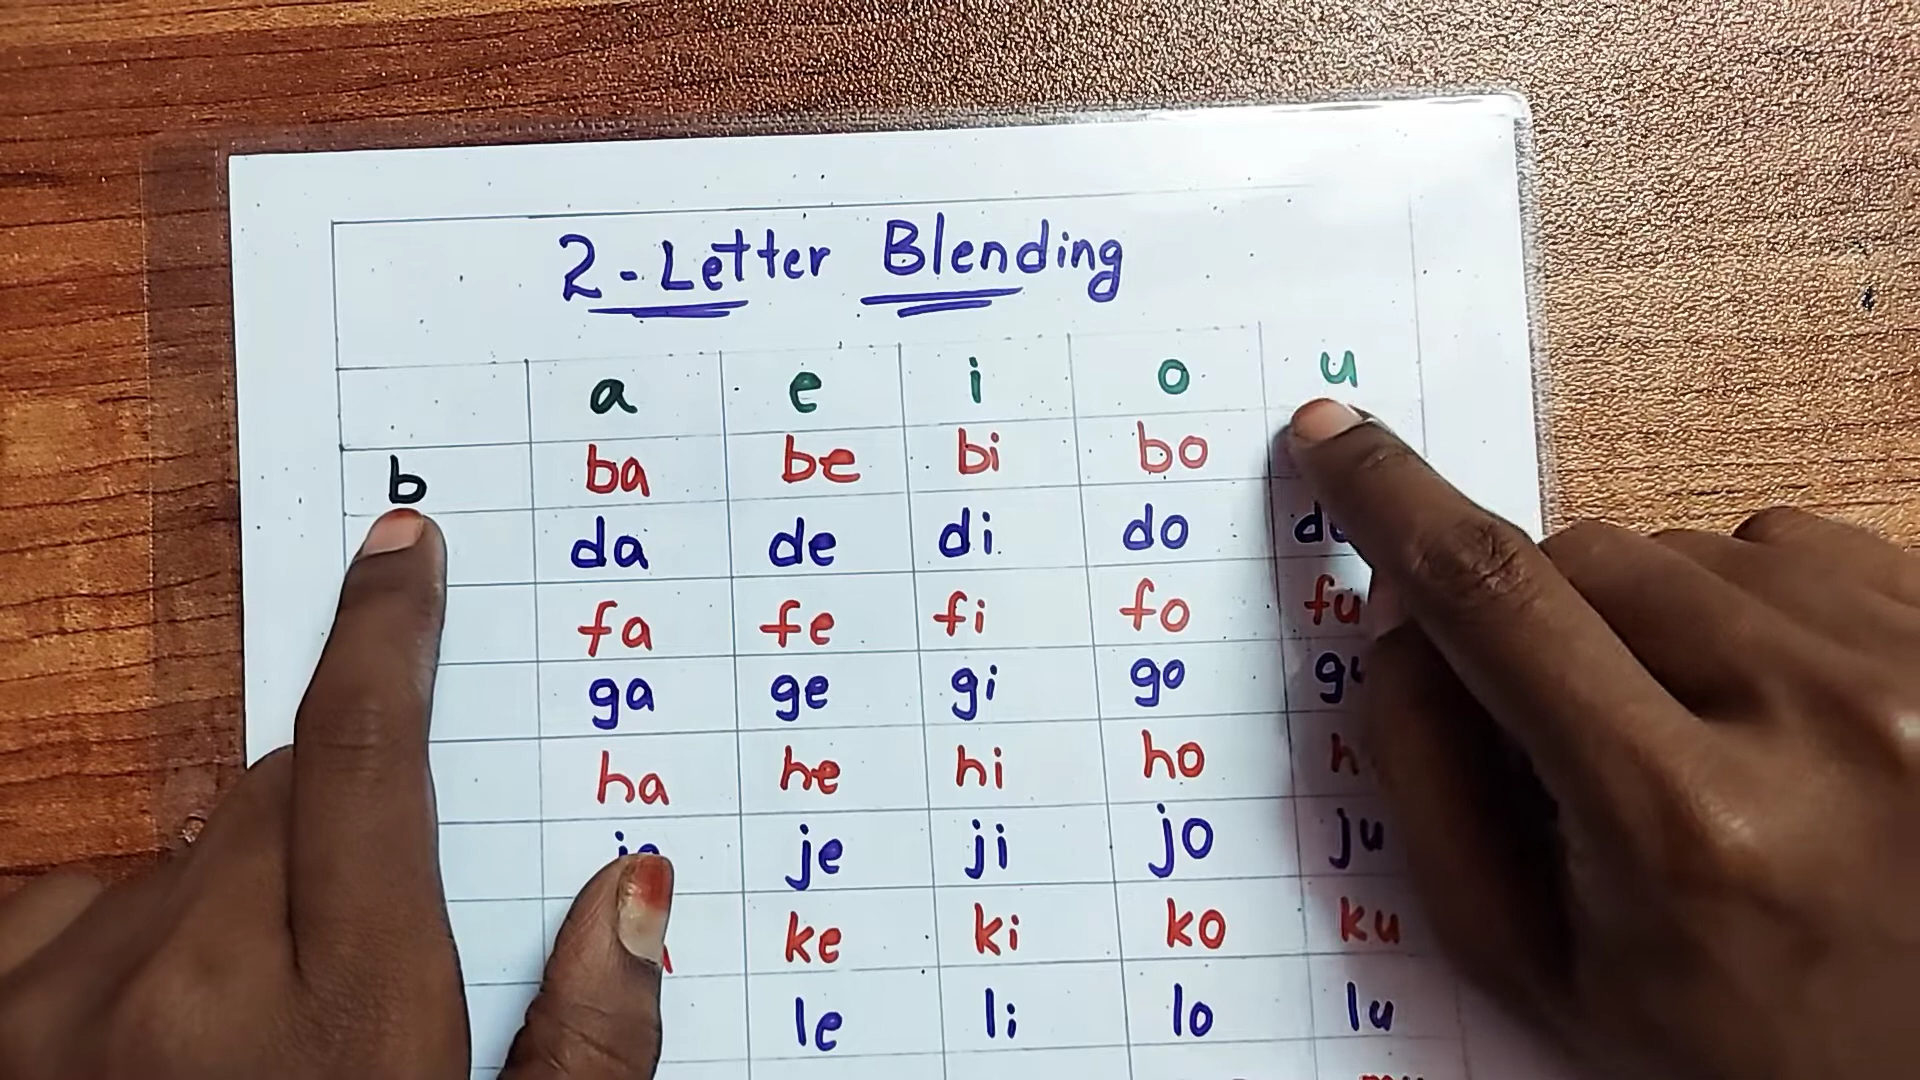 2-Letter Blending
a e i o u
b ba be bi bo
da de di do
fa fe fi fo fu
ga ge gi go
ha he hi ho
je ji jo ju
ke ki ko ku
le li lo lu